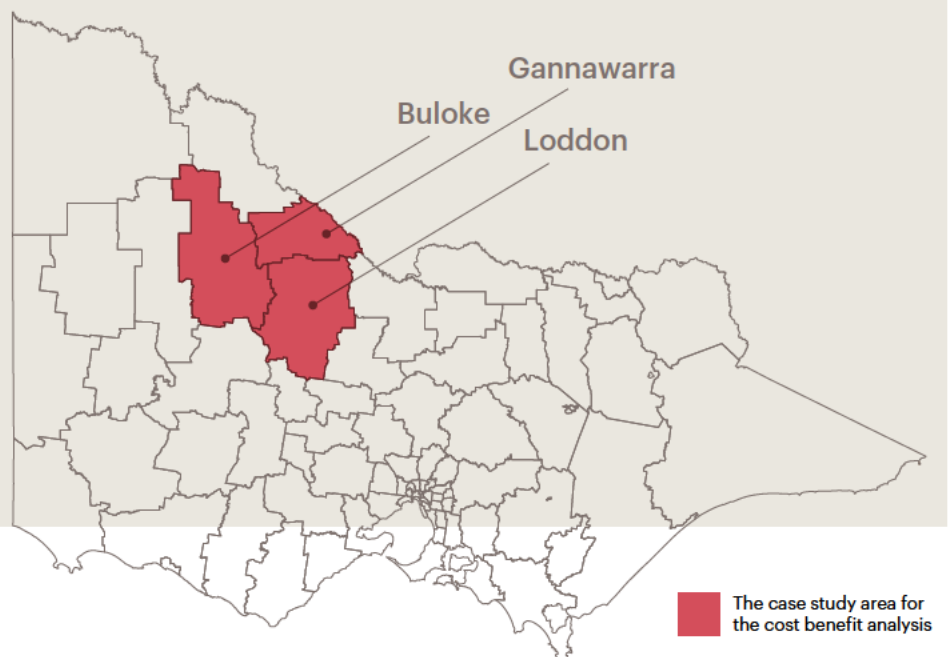 Gannawarra
Buloke
Loddon
The case study area for
the cost benefit analysis